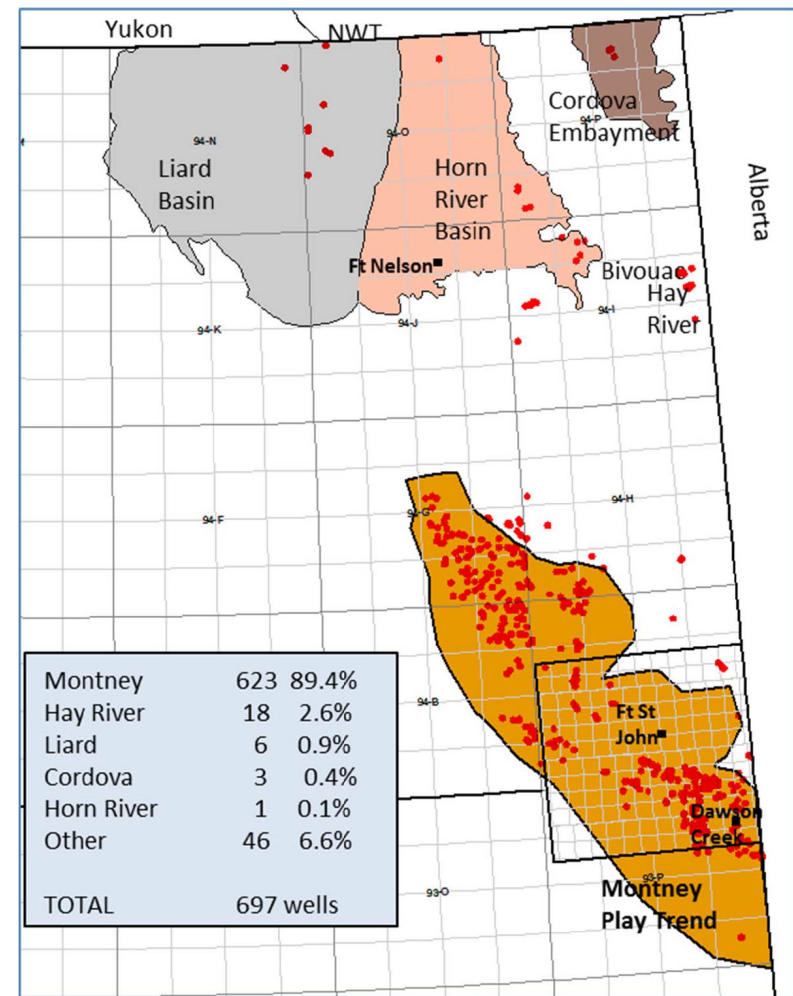 Yukon
NWT
Cordova
94-P
Embayment
94-N
94-O
Liard
Basin
Horn
River
Basin
Alberta
Ft Nelson
Bivouac
Hay
River
94-I
94-K
94-J
94-H
94-F
94-G
Montney 623 89.4%
Hay River 18 2.6%
Liard 6 0.9%
Cordova 3 0.4%
Horn River 1 0.1%
Other 46 6.6%
TOTAL 697 wells
94-B
Ft St
John
Dawson
Creek
93-O
93-P
Montney
Play Trend